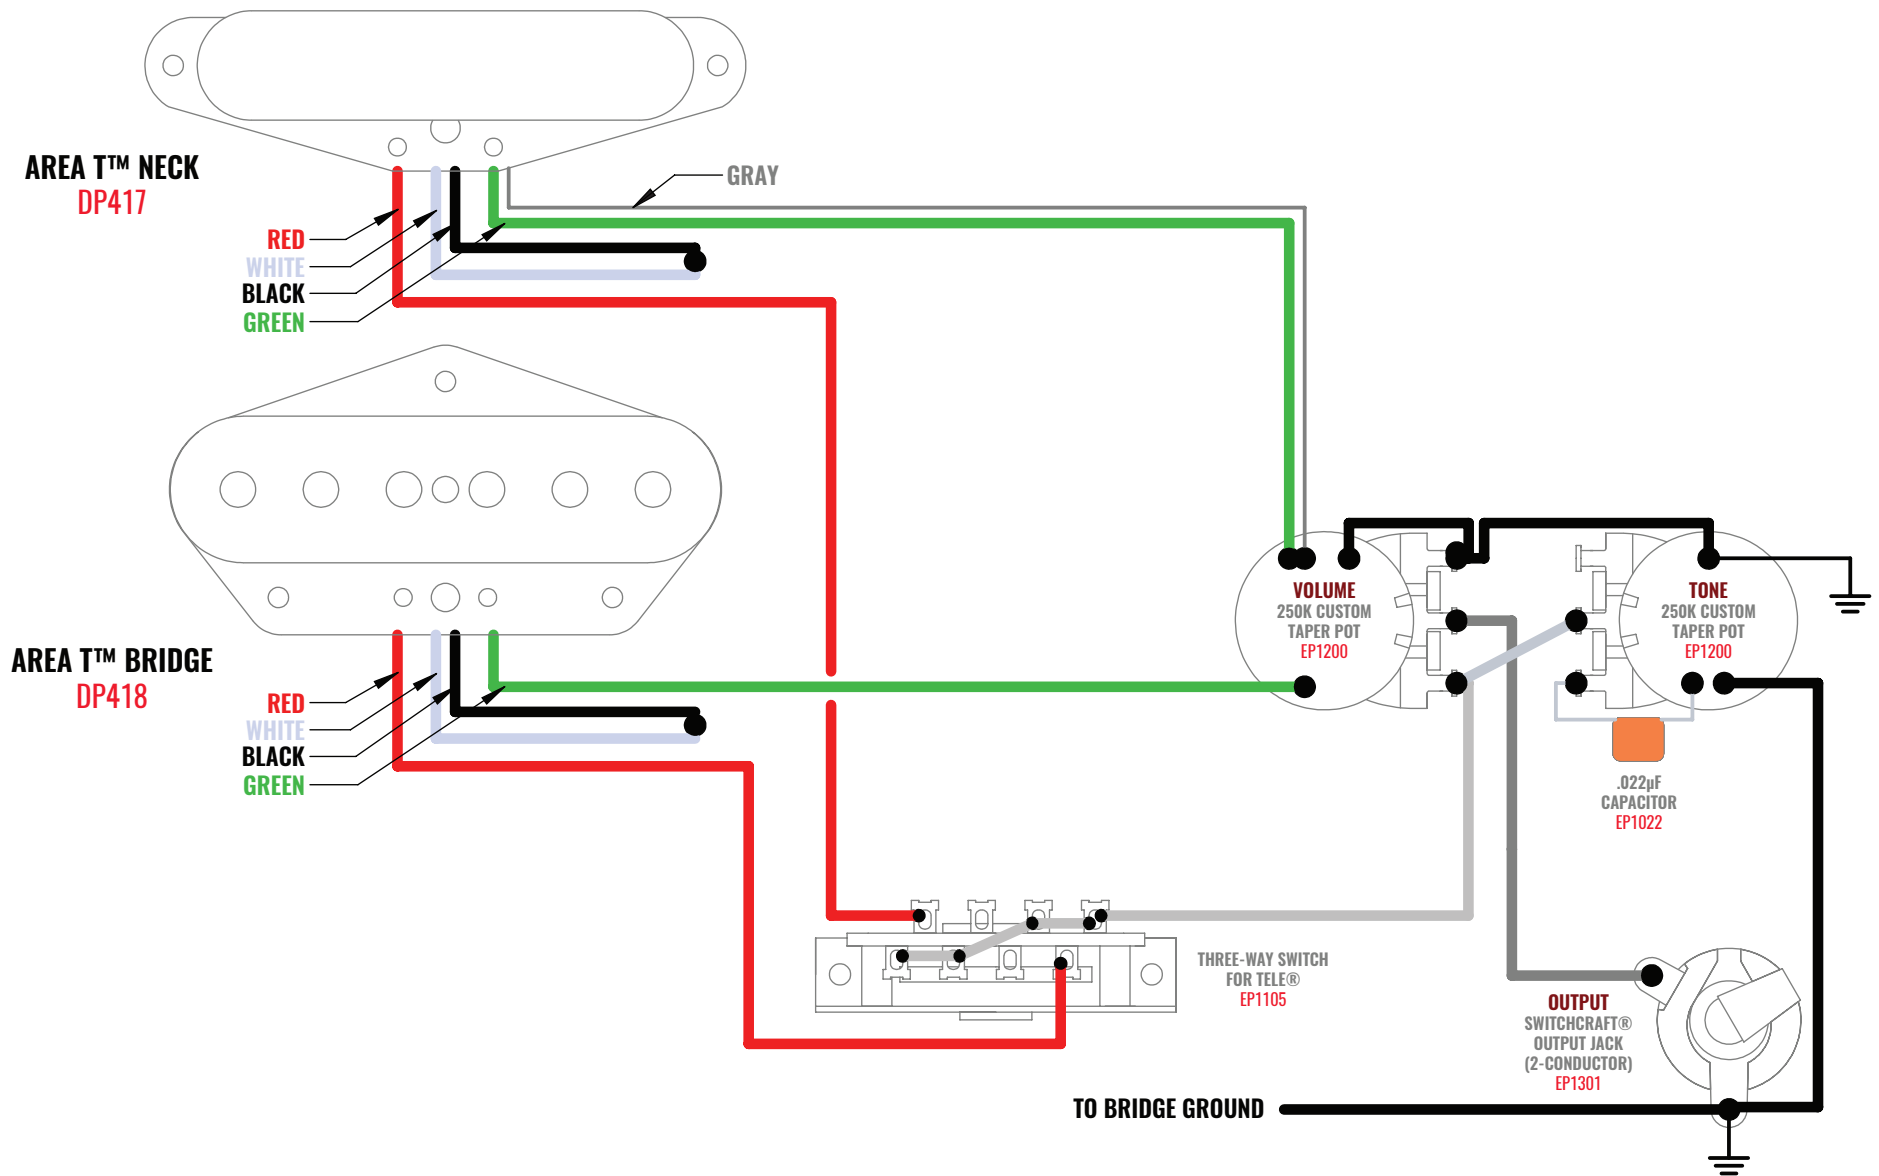 AREA T™ NECK
DP417
RED
WHITE
BLACK
GREEN
GRAY
AREA T™ BRIDGE
DP418
RED
WHITE
BLACK
GREEN
VOLUME
250K CUSTOM
TAPER POT
EP1200
TONE
250K CUSTOM
TAPER POT
EP1200
.022µF
CAPACITOR
EP1022
THREE-WAY SWITCH
FOR TELE®
EP1105
OUTPUT
SWITCHCRAFT®
OUTPUT JACK
(2-CONDUCTOR)
EP1301
TO BRIDGE GROUND